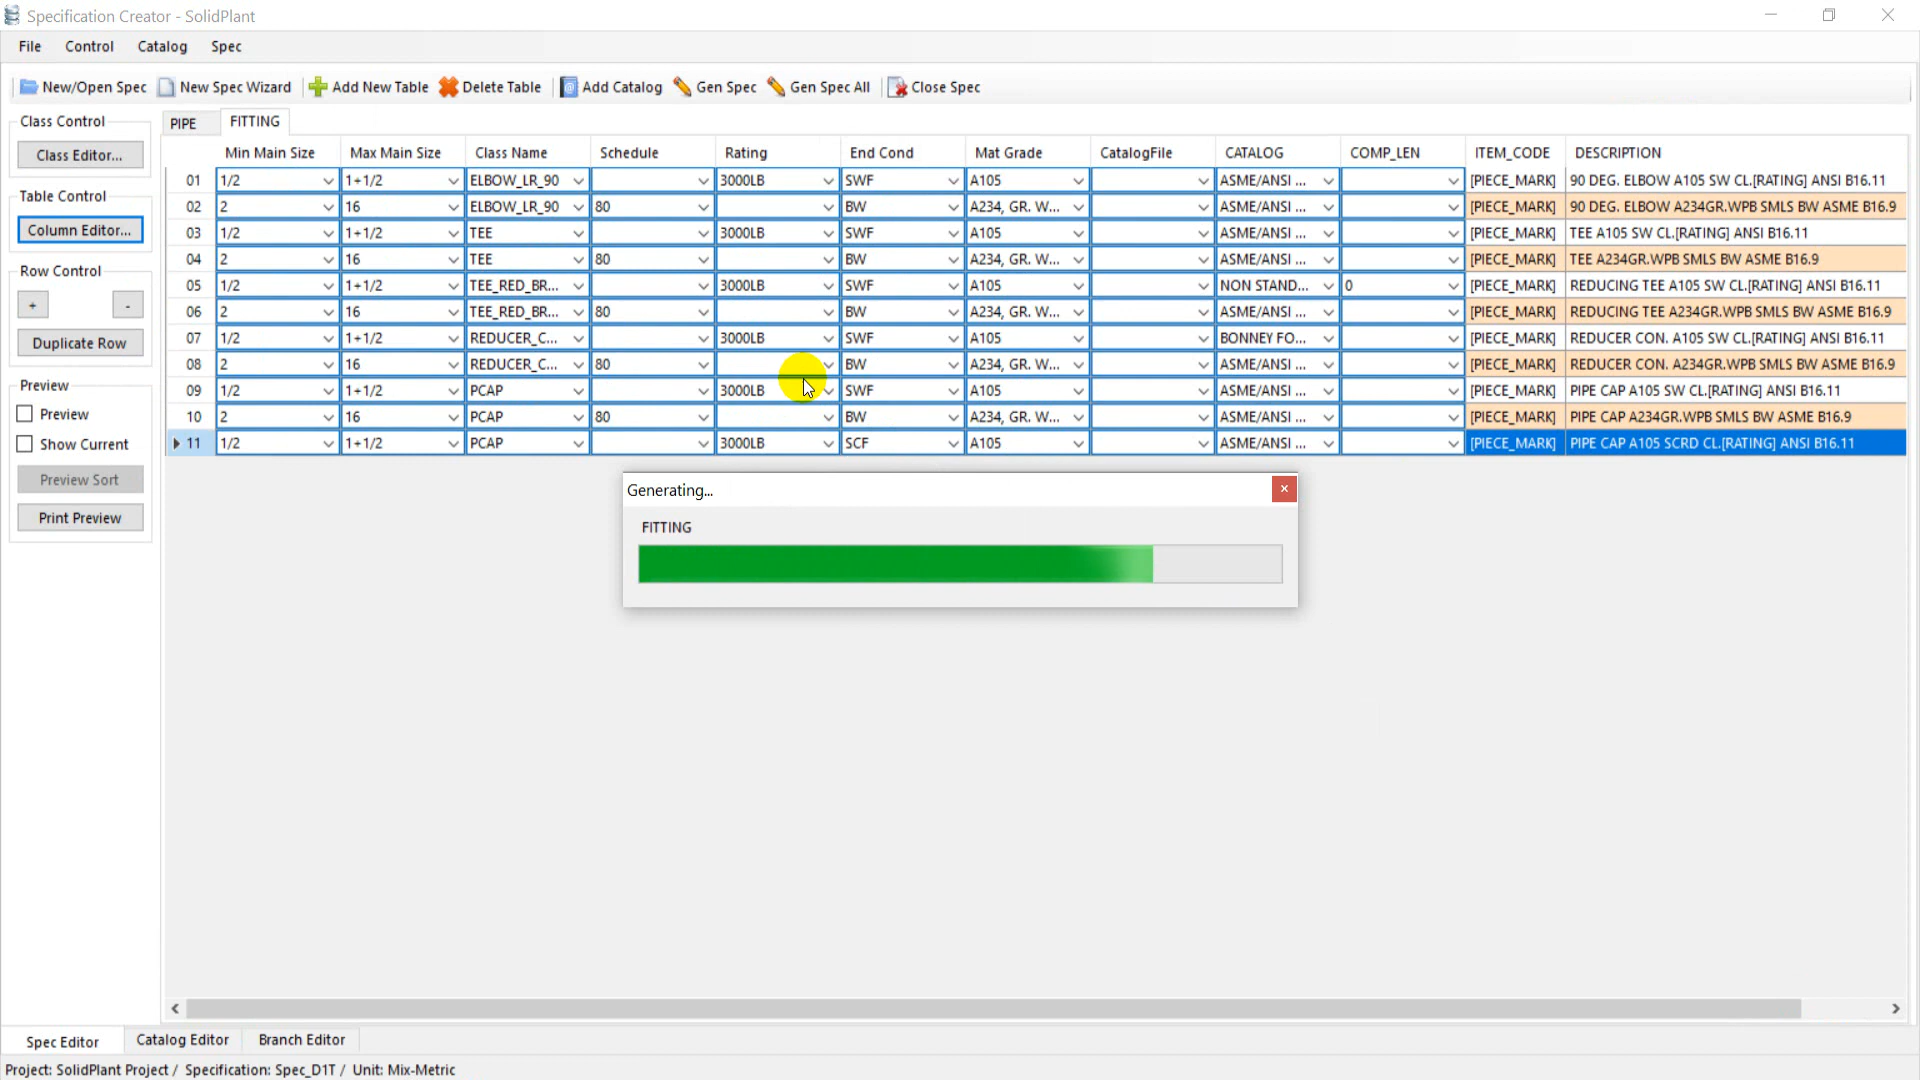 Specification Creator - SolidPlant
File Control Catalog Spec
New/Open Spec New Spec Wizard Add New Table Delete Table Add Catalog Gen Spec Gen Spec All Close Spec
Class Control
Class Editor...
Table Control
Column Editor...
Row Control
+ -
Duplicate Row
Preview
Preview
Show Current
Preview Sort
Print Preview
PIPE FITTING
Min Main Size Max Main Size Class Name Schedule Rating End Cond Mat Grade CatalogFile CATALOG COMP_LEN ITEM_CODE DESCRIPTION
01 1/2 1+1/2 ELBOW_LR_90 3000LB SWF A105 ASME/ANSI ... [PIECE_MARK] 90 DEG. ELBOW A105 SW CL.[RATING] ANSI B16.11
02 2 16 ELBOW_LR_90 80 BW A234, GR. W... ASME/ANSI ... [PIECE_MARK] 90 DEG. ELBOW A234GR.WPB SMLS BW ASME B16.9
03 1/2 1+1/2 TEE 3000LB SWF A105 ASME/ANSI ... [PIECE_MARK] TEE A105 SW CL.[RATING] ANSI B16.11
04 2 16 TEE 80 BW A234, GR. W... ASME/ANSI ... [PIECE_MARK] TEE A234GR.WPB SMLS BW ASME B16.9
05 1/2 1+1/2 TEE_RED_BR... 3000LB SWF A105 NON STAND... 0 [PIECE_MARK] REDUCING TEE A105 SW CL.[RATING] ANSI B16.11
06 2 16 TEE_RED_BR... 80 BW A234, GR. W... ASME/ANSI ... [PIECE_MARK] REDUCING TEE A234GR.WPB SMLS BW ASME B16.9
07 1/2 1+1/2 REDUCER_C... 3000LB SWF A105 BONNEY FO... [PIECE_MARK] REDUCER CON. A105 SW CL.[RATING] ANSI B16.11
08 2 16 REDUCER_C... 80 BW A234, GR. W... ASME/ANSI ... [PIECE_MARK] REDUCER CON. A234GR.WPB SMLS BW ASME B16.9
09 1/2 1+1/2 PCAP 3000LB SWF A105 ASME/ANSI ... [PIECE_MARK] PIPE CAP A105 SW CL.[RATING] ANSI B16.11
10 2 16 PCAP 80 BW A234, GR. W... ASME/ANSI ... [PIECE_MARK] PIPE CAP A234GR.WPB SMLS BW ASME B16.9
11 1/2 1+1/2 PCAP 3000LB SCF A105 ASME/ANSI ... [PIECE_MARK] PIPE CAP A105 SCRD CL.[RATING] ANSI B16.11
Generating...
FITTING
Spec Editor Catalog Editor Branch Editor
Project: SolidPlant Project / Specification: Spec_D1T / Unit: Mix-Metric